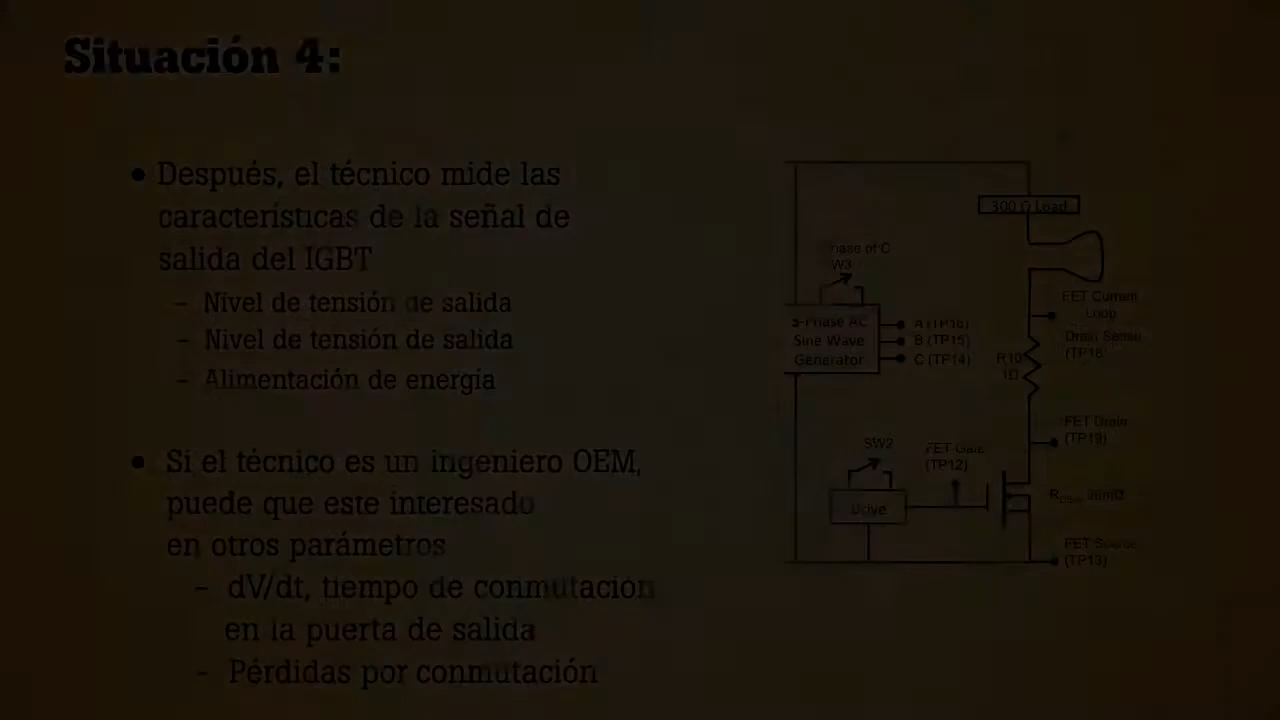 Situación 4:
• Después, el técnico mide las
características de la señal de
salida del IGBT
– Nivel de tensión de salida
– Nivel de tensión de salida
– Alimentación de energía
• Si el técnico es un ingeniero OEM,
puede que este interesado
en otros parámetros
– dV/dt, tiempo de conmutación
en la puerta de salida
– Pérdidas por conmutación
300 Ω Load
Phase of C
FET Current
Loop
Drain Sense
(TP18
3-Phase AC
Sine Wave
Generator
A (TP16)
B (TP15)
C (TP14)
R10
1Ω
FET Drain
(TP19)
SW2
FET Gate
(TP12)
Drive
FET Source
(TP13)